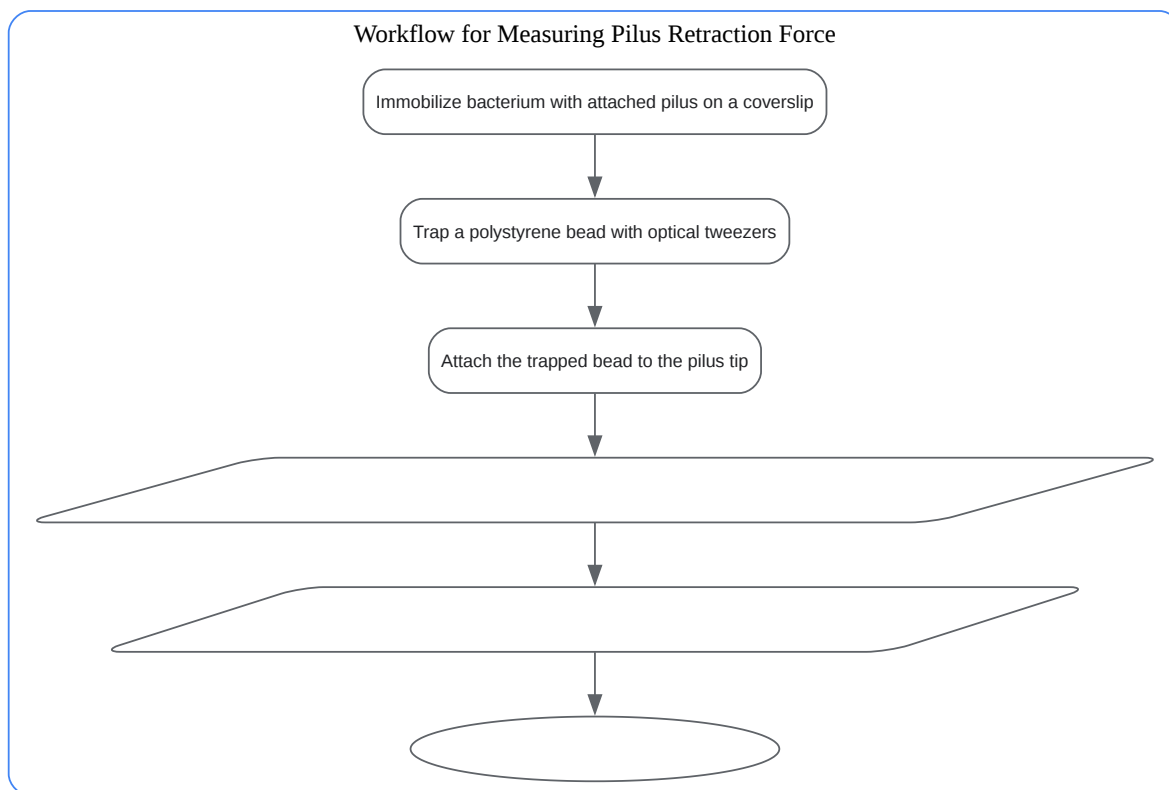 Workflow for Measuring Pilus Retraction Force
Immobilize bacterium with attached pilus on a coverslip
Trap a polystyrene bead with optical tweezers
Attach the trapped bead to the pilus tip